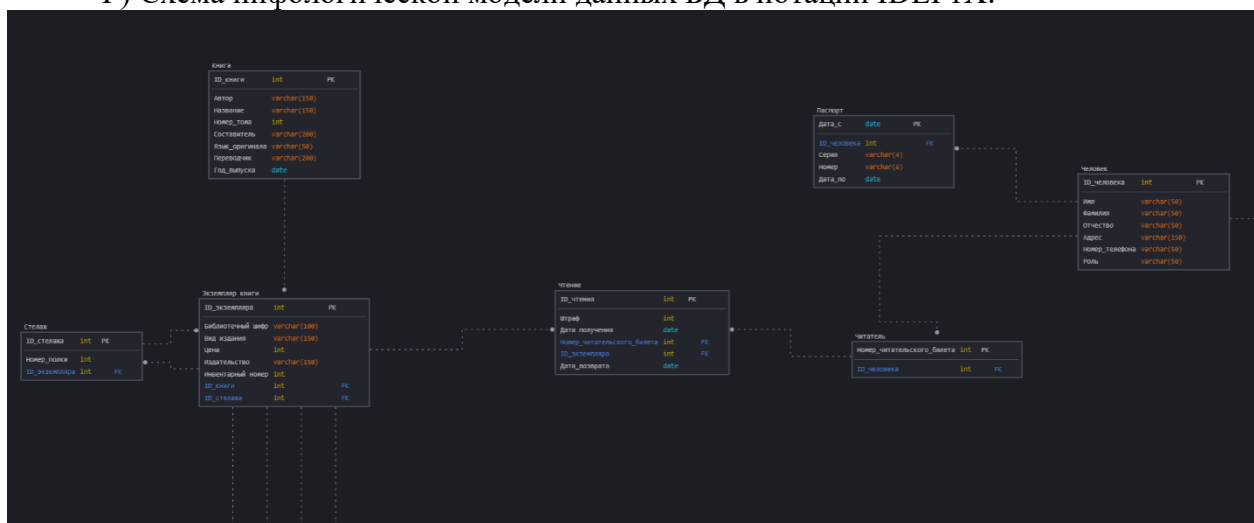 Г) Схема инфологической модели данных БД в нотации IDEF1X:
Книга
ID_книги int PK
Автор varchar(150)
Название varchar(150)
Номер_тома int
Составитель varchar(200)
Язык_оригинала varchar(50)
Переводчик varchar(200)
Год_выпуска date
Паспорт
Дата_с date PK
ID_человека int FK
Серия varchar(4)
Номер varchar(6)
Дата_по date
Человек
ID_человека int PK
Имя varchar(50)
Фамилия varchar(50)
Отчество varchar(50)
Адрес varchar(150)
Номер_телефона varchar(50)
Роль varchar(50)
Экземпляр книги
ID_экземпляра int PK
Библиотечный шифр varchar(100)
Вид издания varchar(150)
Цена int
Издательство varchar(150)
Инвентарный номер int
ID_книги int FK
ID_стелажа int FK
Чтение
ID_чтения int PK
Штраф int
Дата получения date
Номер_читательского_билета int FK
ID_экземпляра int FK
Дата_возврата date
Стелаж
ID_стелажа int PK
Номер_полки int
ID_экземпляра int FK
Читатель
Номер_читательского_билета int PK
ID_человека int FK